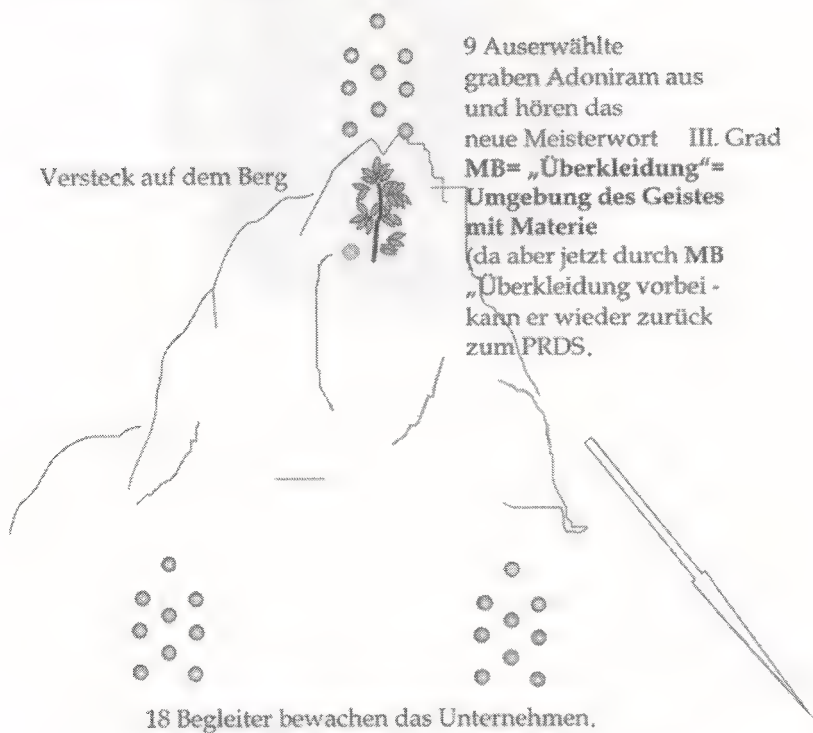 9 Auserwählte
graben Adoniram aus
und hören das
neue Meisterwort III. Grad
Versteck auf dem Berg
MB= „Überkleidung“=
Umgebung des Geistes
mit Materie
(da aber jetzt durch MB
„Überkleidung vorbei -
kann er wieder zurück
zum PRDS.
18 Begleiter bewachen das Unternehmen.